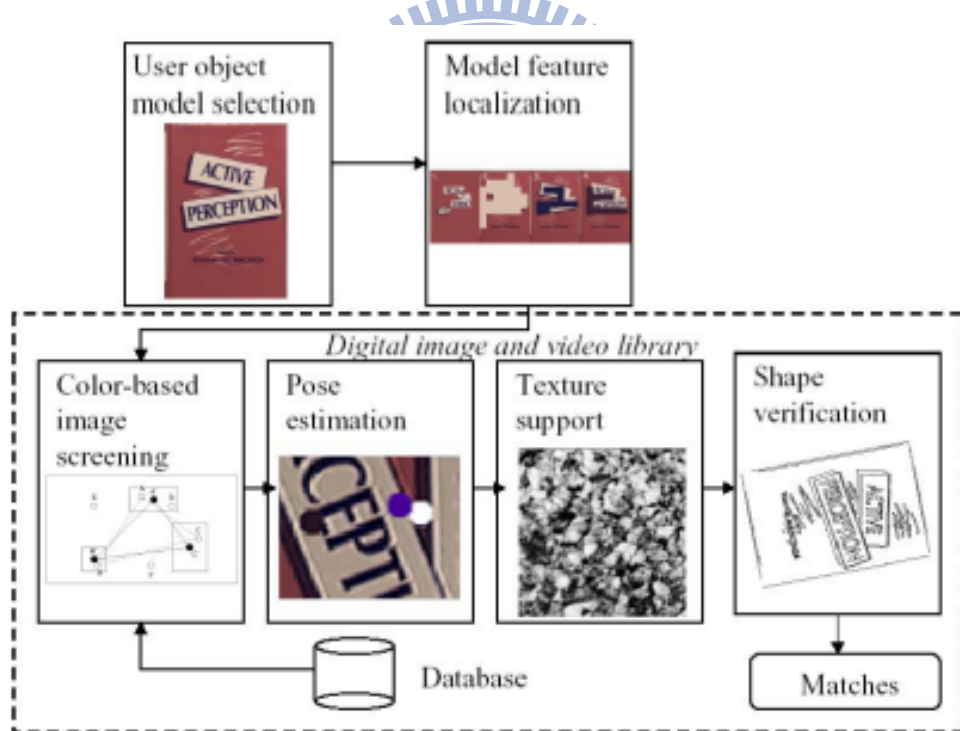 User object
model selection
ACTIVE
PERCEPTION
Model feature
localization
Digital image and video library
Color-based
image
screening
Pose
estimation
CEPTI
Texture
support
Shape
verification
ACTIVE
PERCEPTION
Database
Matches